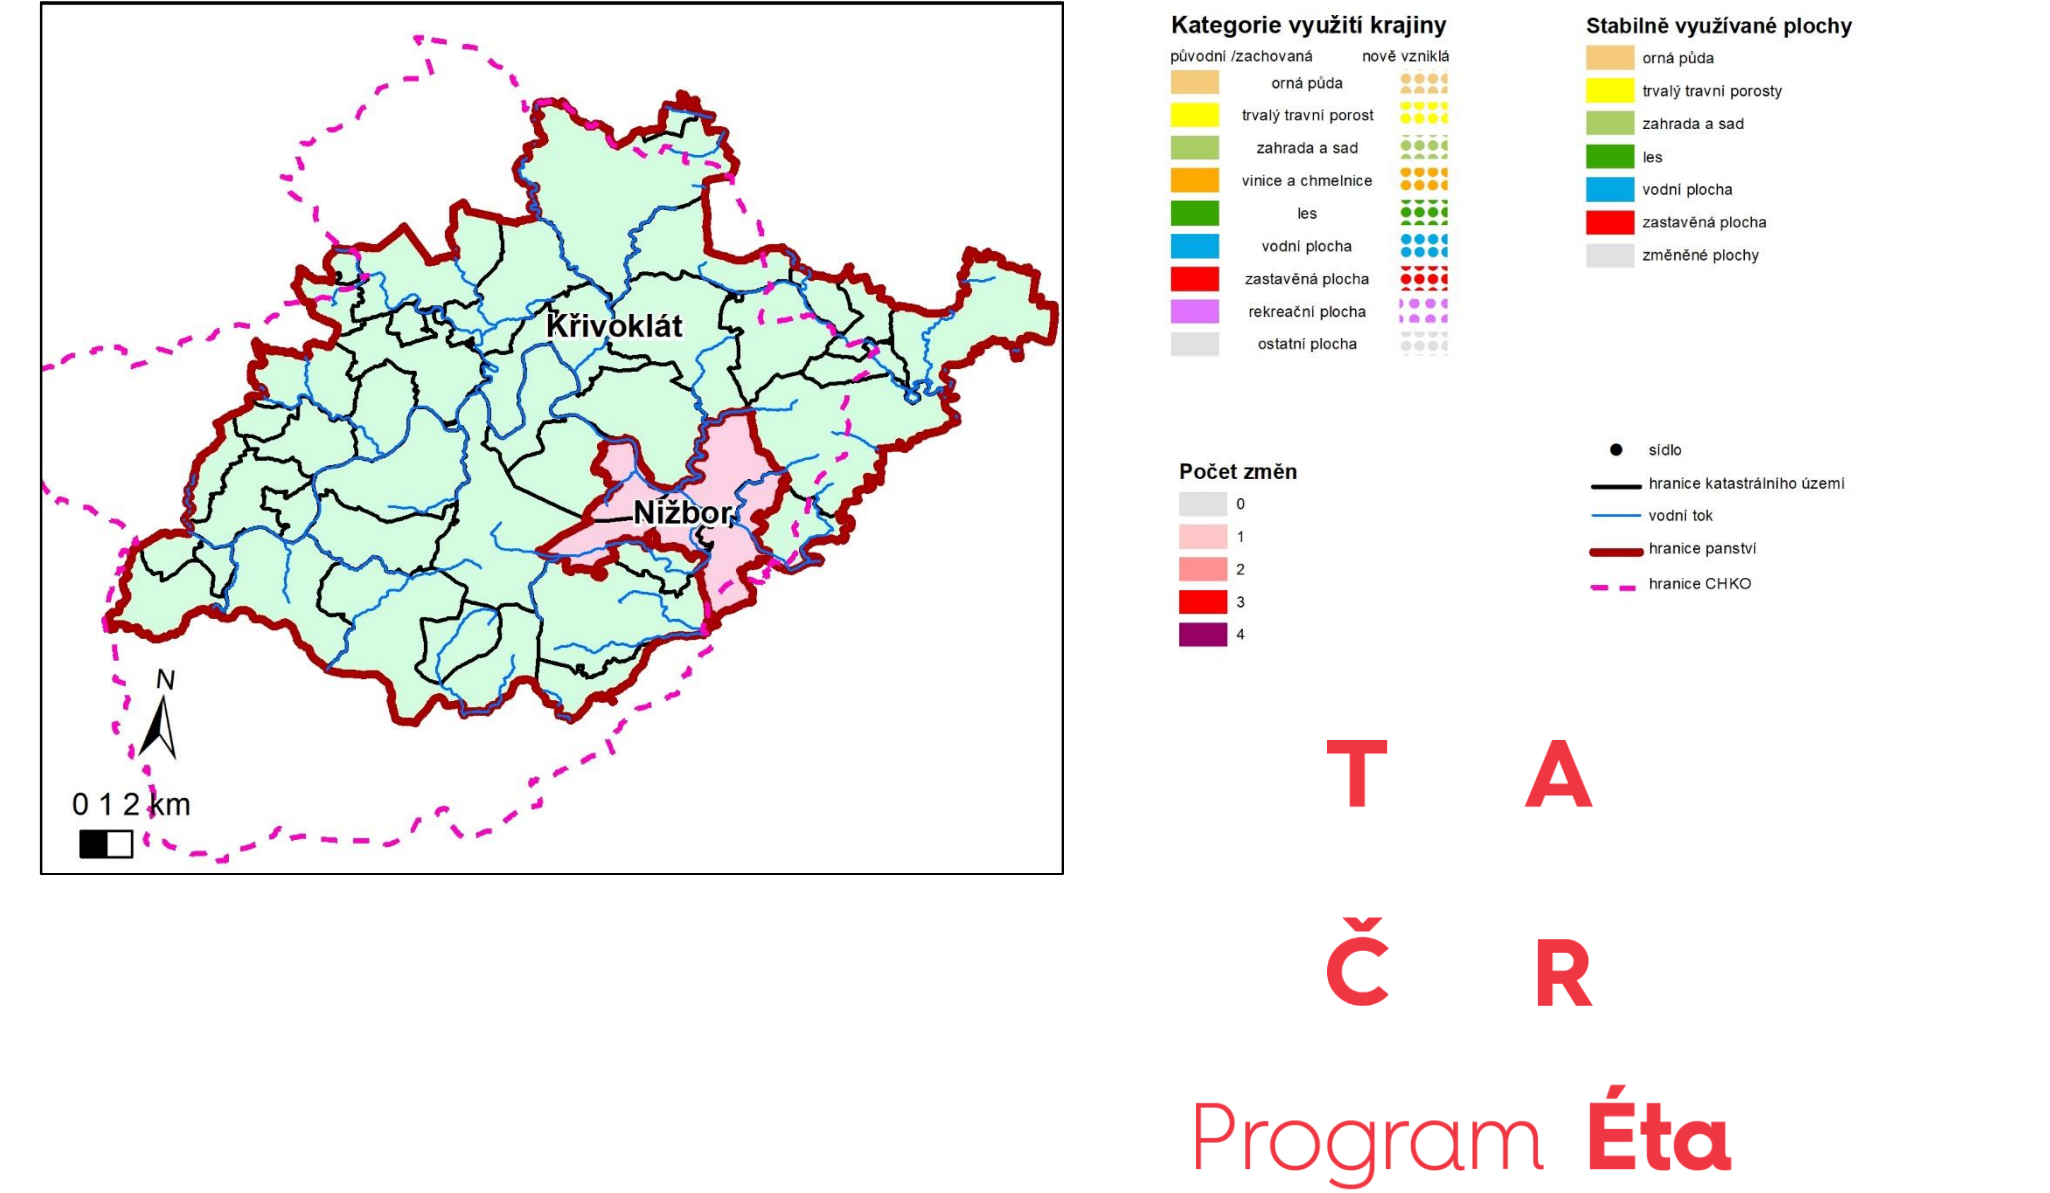 Křivoklát
Nižbor
N
0 1 2 km
Kategorie využití krajiny
původní /zachovaná nově vzniklá
orná půda
trvalý travní porost
zahrada a sad
vinice a chmelnice
les
vodní plocha
zastavěná plocha
rekreační plocha
ostatní plocha
Stabilně využívané plochy
orná půda
trvalý travní porosty
zahrada a sad
les
vodní plocha
zastavěná plocha
změněné plochy
Počet změn
0
1
2
3
4
sídlo
hranice katastrálního území
vodní tok
hranice panství
hranice CHKO
T A
Č R
Program Éta